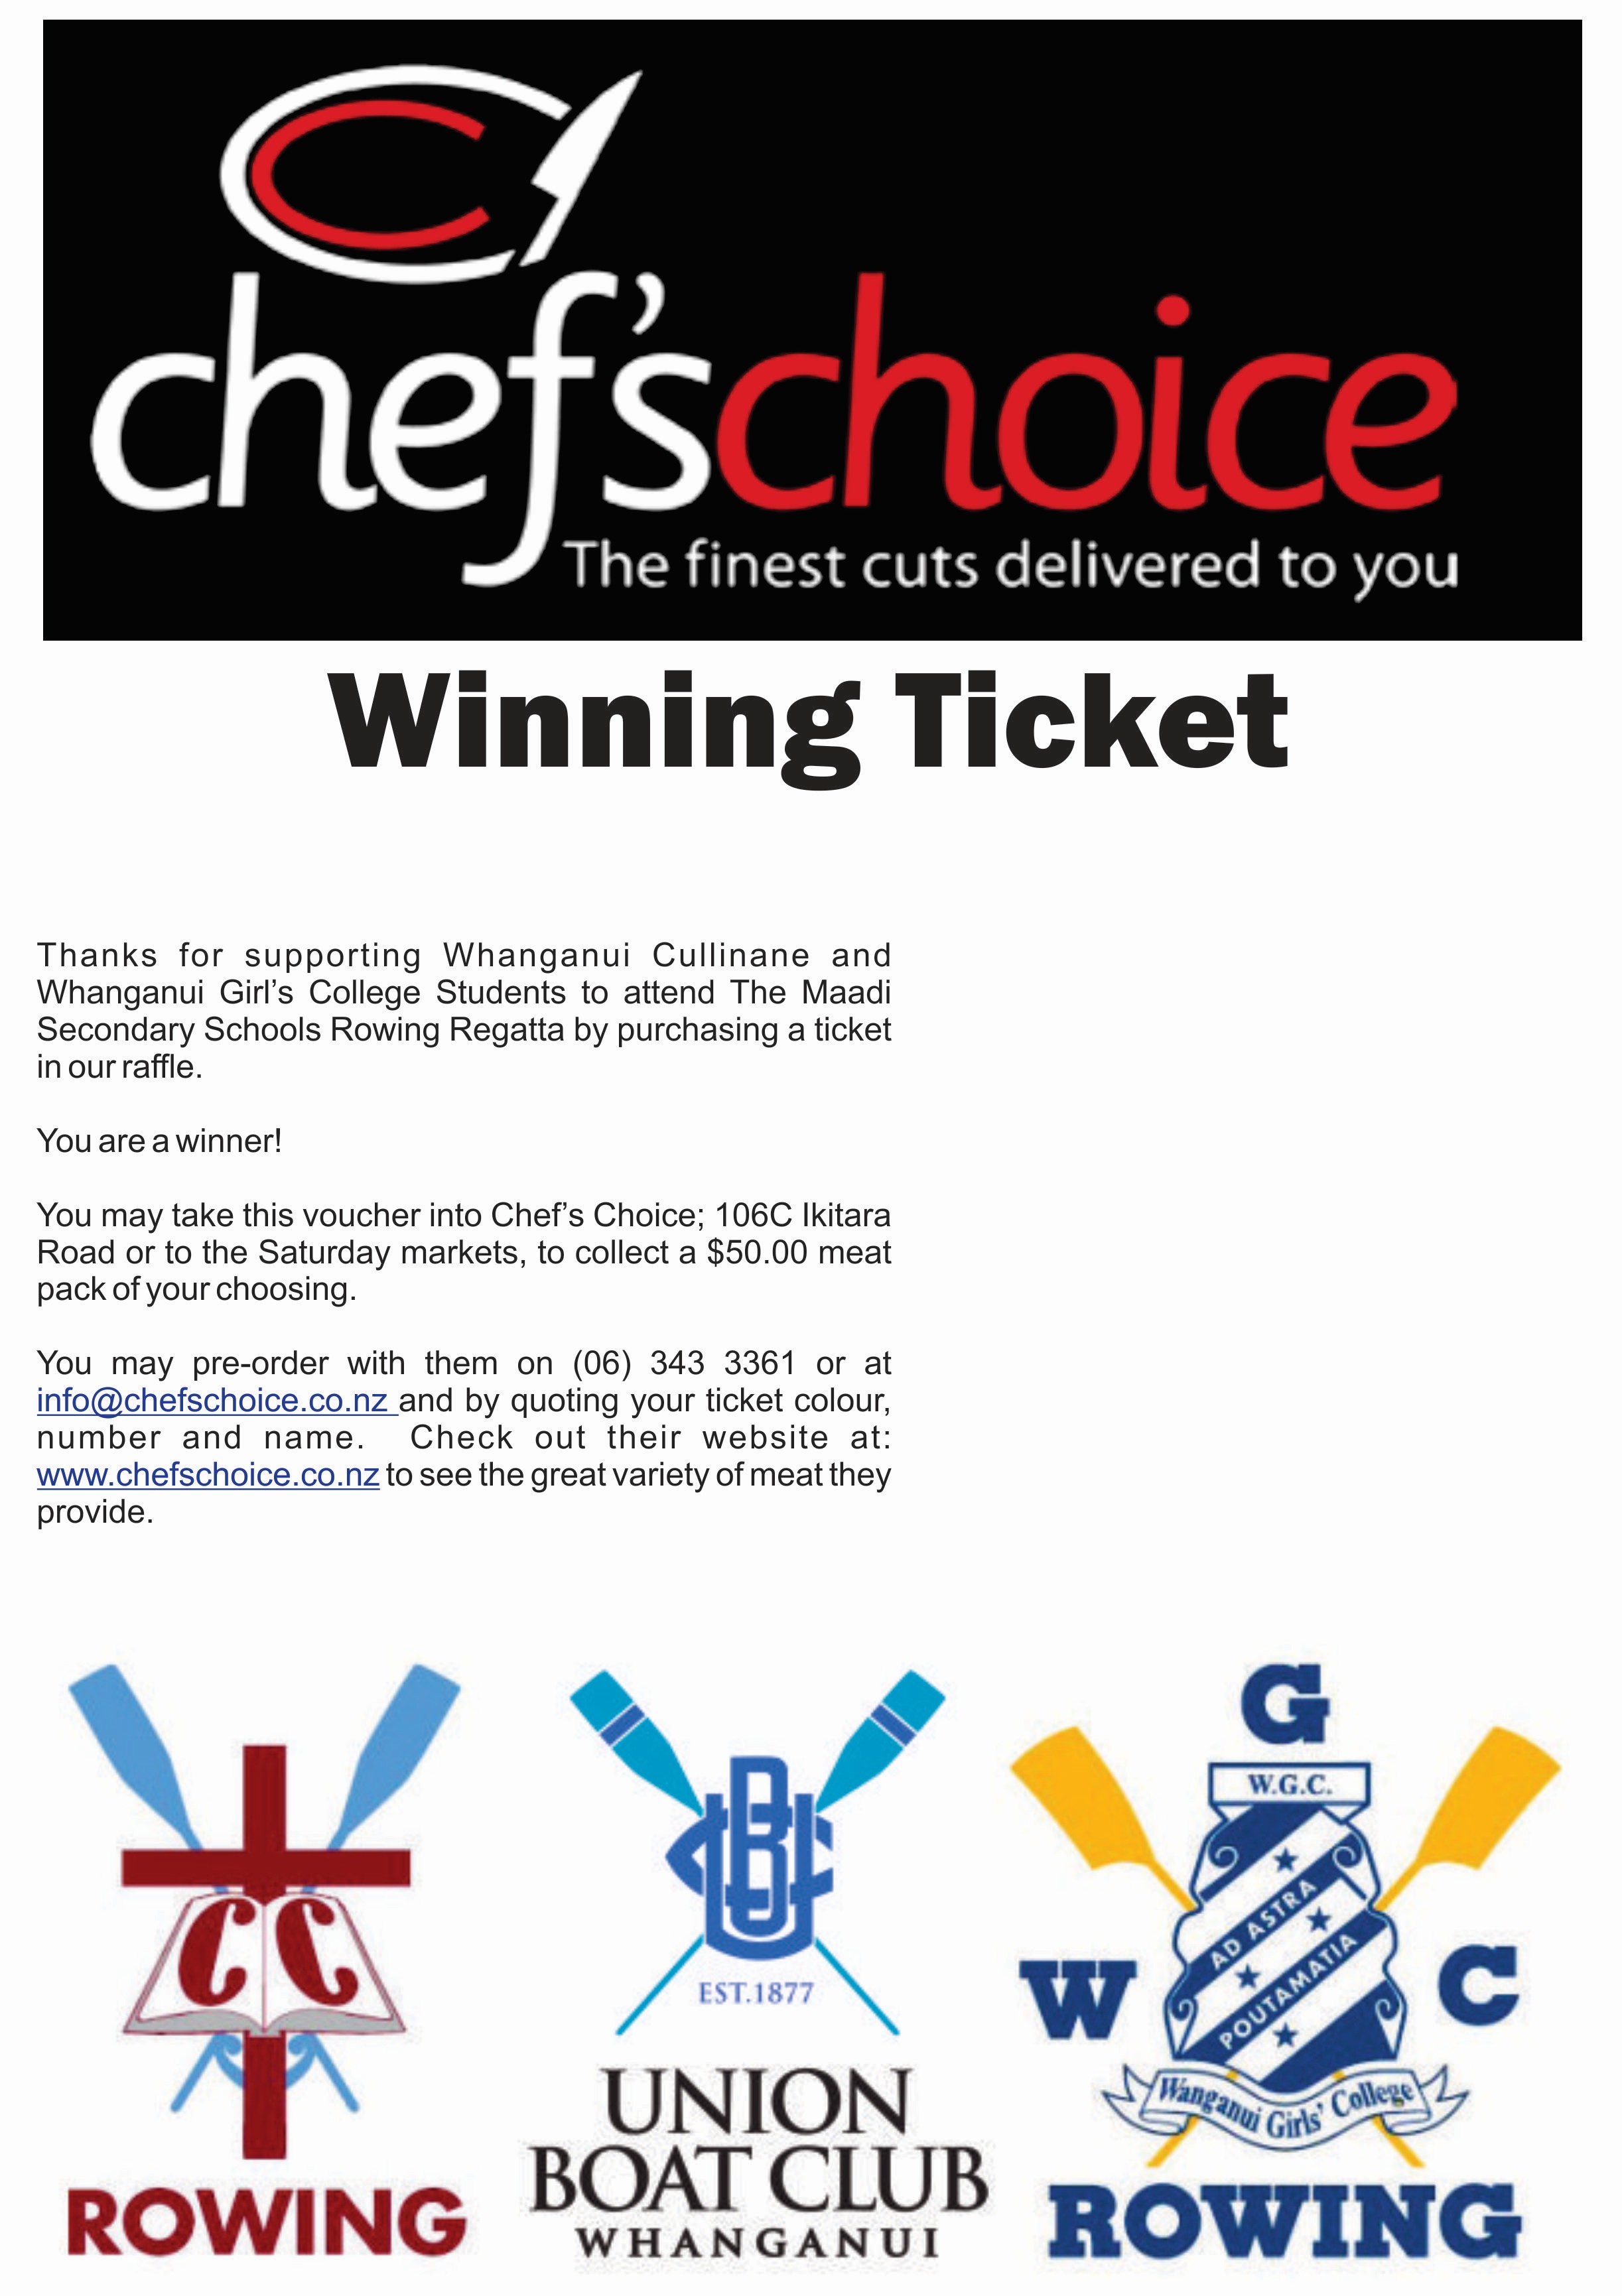 chef'schoice
The finest cuts delivered to you
Winning Ticket
Thanks for supporting Whanganui Cullinane and
Whanganui Girl's College Students to attend The Maadi
Secondary Schools Rowing Regatta by purchasing a ticket
in our raffle.
You are a winner!
You may take this voucher into Chef's Choice; 106C Ikitara
Road or to the Saturday markets, to collect a $50.00 meat
pack of your choosing.
You may pre-order with them on (06) 343 3361 or at
info@chefschoice.co.nz and by quoting your ticket colour,
number and name. Check out their website at:
www.chefschoice.co.nz to see the great variety of meat they
provide.
CC
ROWING
UBC
EST.1877
UNION
BOAT CLUB
WHANGANUI
G
W.G.C.
AD ASTRA
POUTAMATIA
W C
Wanganui Girls' College
ROWING